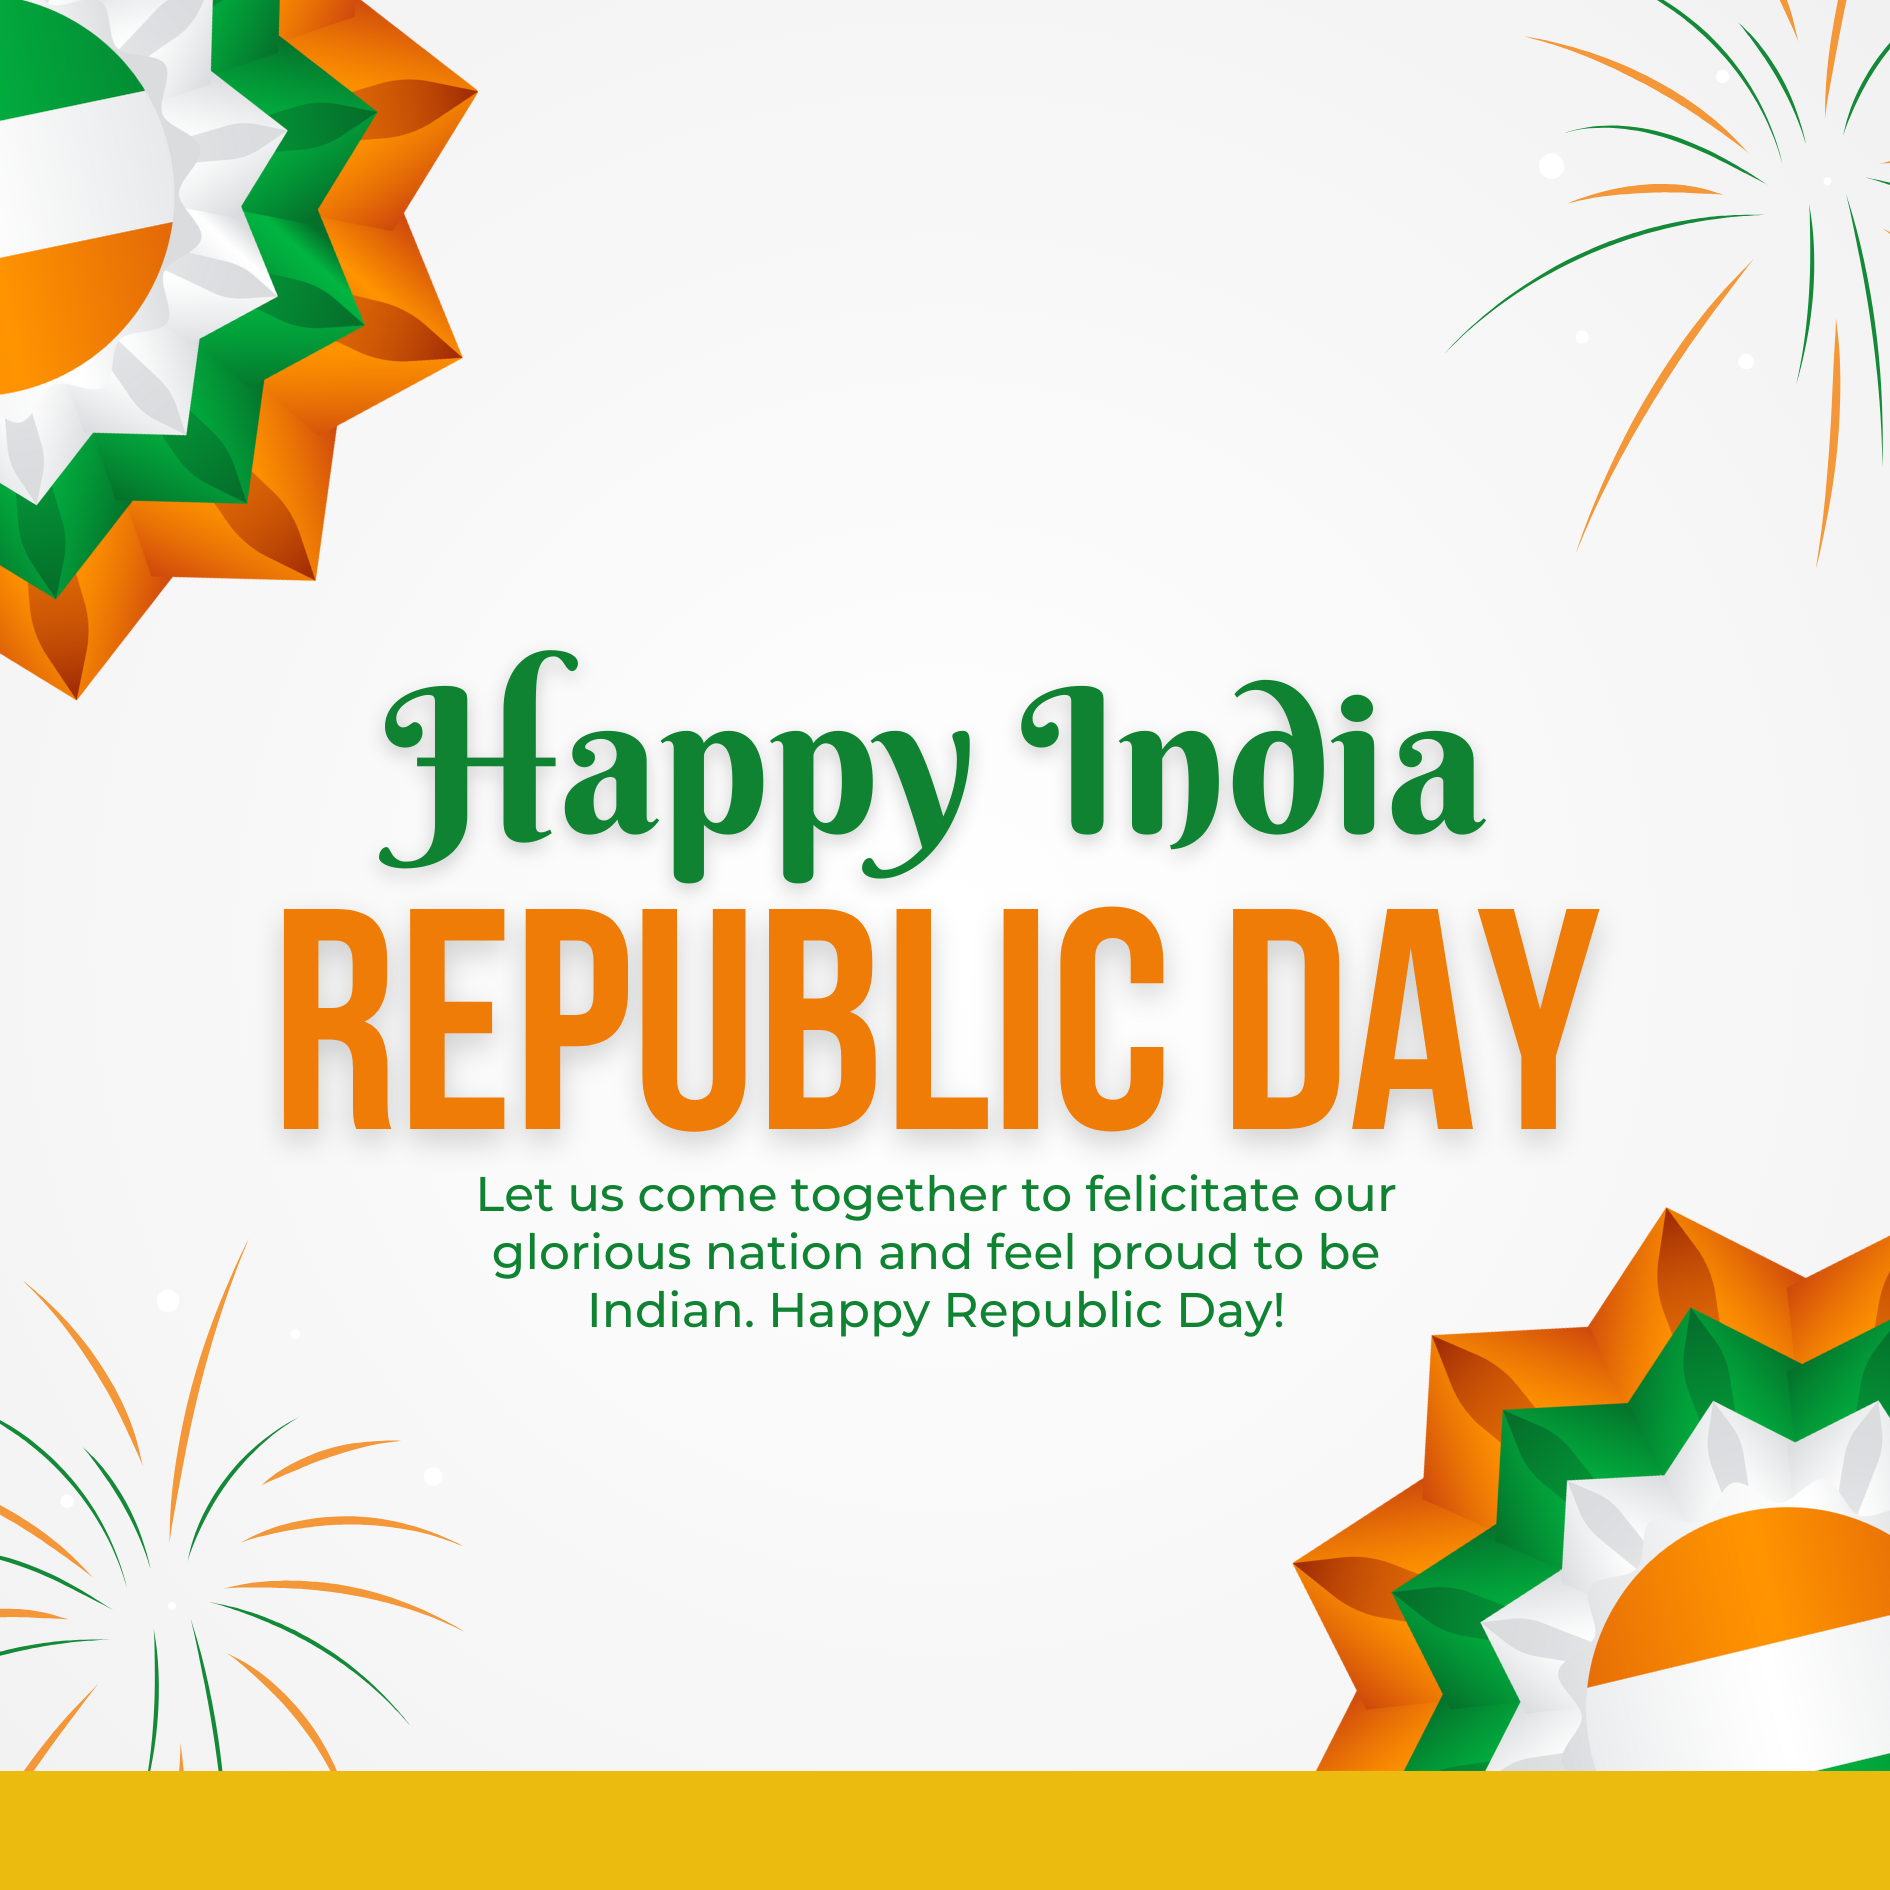 Happy India
REPUBLIC DAY
Let us come together to felicitate our
glorious nation and feel proud to be
Indian. Happy Republic Day!